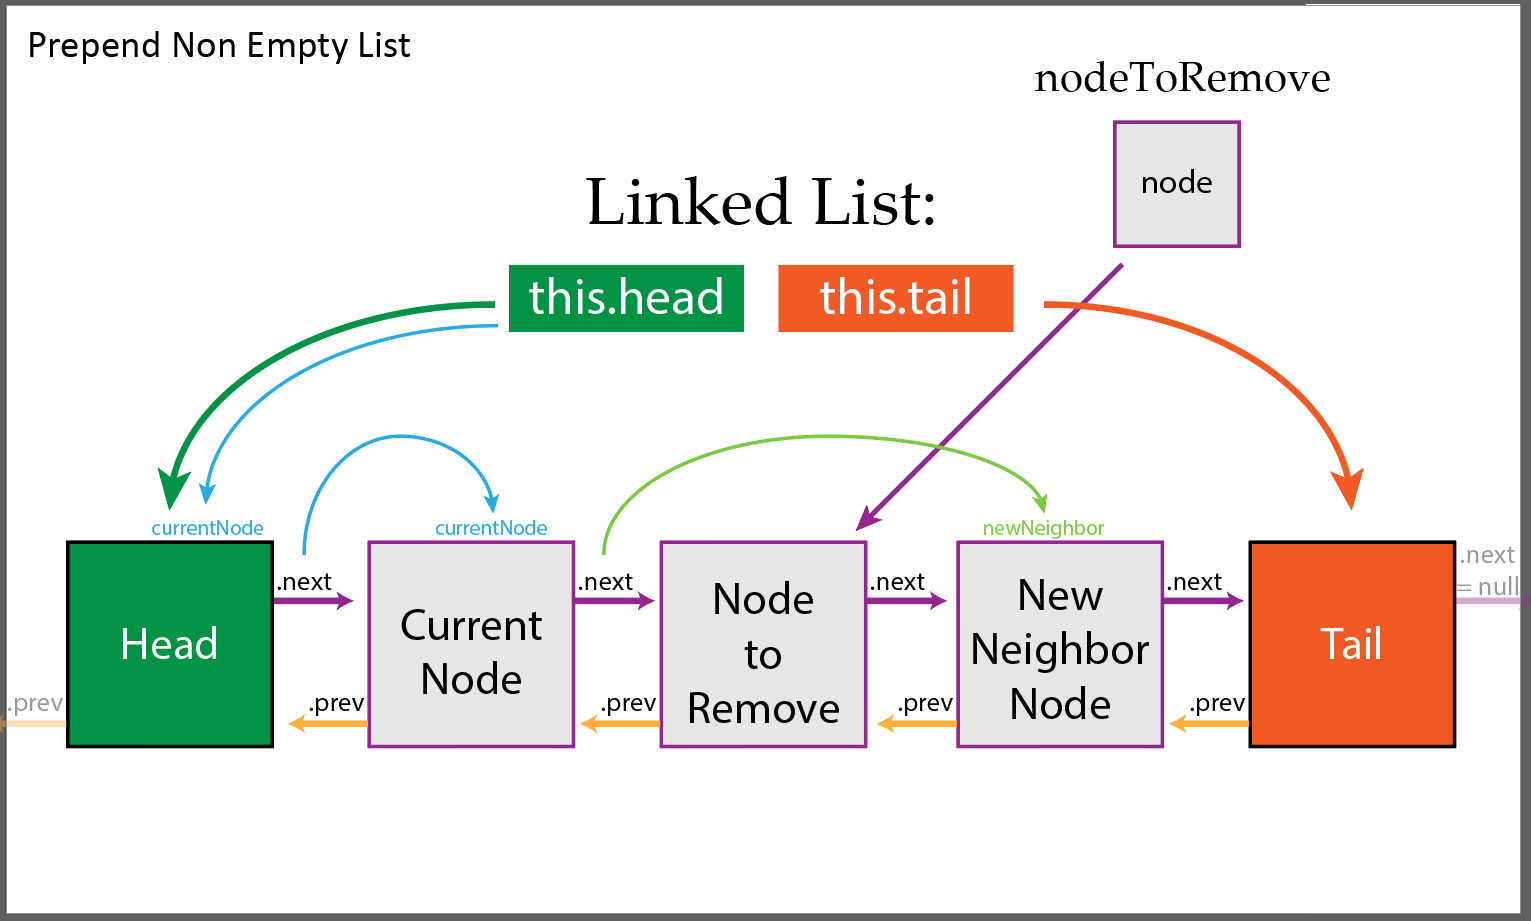 Prepend Non Empty List
nodeToRemove
node
Linked List:
this.head
this.tail
currentNode
currentNode
newNeighbor
.next
.next
.next
.next
.next
= null
Head
Current
Node
Node
to
Remove
New
Neighbor
Node
Tail
.prev
.prev
.prev
.prev
.prev